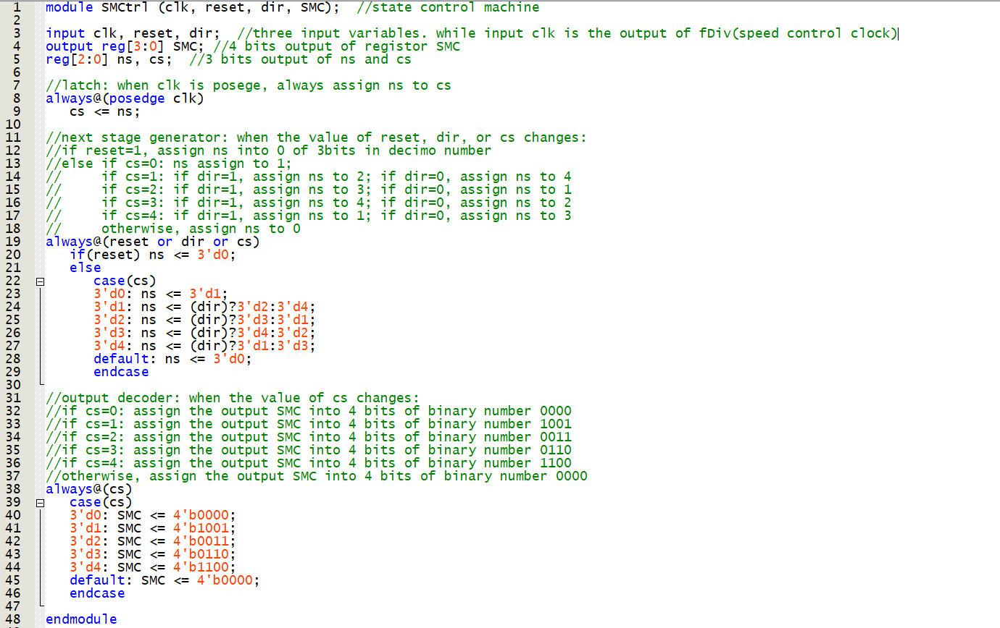 1 module SMCtrl (clk, reset, dir, SMC);  //state control machine
2
3 input clk, reset, dir;  //three input variables. while input clk is the output of fDiv(speed control clock)
4 output reg[3:0] SMC; //4 bits output of registor SMC
5 reg[2:0] ns, cs;  //3 bits output of ns and cs
6
7 //latch: when clk is posege, always assign ns to cs
8 always@(posedge clk)
9    cs <= ns;
10
11 //next stage generator: when the value of reset, dir, or cs changes:
12 //if reset=1, assign ns into 0 of 3bits in decimo number
13 //else if cs=0: ns assign to 1;
14 //     if cs=1: if dir=1, assign ns to 2; if dir=0, assign ns to 4
15 //     if cs=2: if dir=1, assign ns to 3; if dir=0, assign ns to 1
16 //     if cs=3: if dir=1, assign ns to 4; if dir=0, assign ns to 2
17 //     if cs=4: if dir=1, assign ns to 1; if dir=0, assign ns to 3
18 //     otherwise, assign ns to 0
19 always@(reset or dir or cs)
20    if(reset) ns <= 3'd0;
21    else
22       case(cs)
23       3'd0: ns <= 3'd1;
24       3'd1: ns <= (dir)?3'd2:3'd4;
25       3'd2: ns <= (dir)?3'd3:3'd1;
26       3'd3: ns <= (dir)?3'd4:3'd2;
27       3'd4: ns <= (dir)?3'd1:3'd3;
28       default: ns <= 3'd0;
29       endcase
30
31 //output decoder: when the value of cs changes:
32 //if cs=0: assign the output SMC into 4 bits of binary number 0000
33 //if cs=1: assign the output SMC into 4 bits of binary number 1001
34 //if cs=2: assign the output SMC into 4 bits of binary number 0011
35 //if cs=3: assign the output SMC into 4 bits of binary number 0110
36 //if cs=4: assign the output SMC into 4 bits of binary number 1100
37 //otherwise, assign the output SMC into 4 bits of binary number 0000
38 always@(cs)
39    case(cs)
40    3'd0: SMC <= 4'b0000;
41    3'd1: SMC <= 4'b1001;
42    3'd2: SMC <= 4'b0011;
43    3'd3: SMC <= 4'b0110;
44    3'd4: SMC <= 4'b1100;
45    default: SMC <= 4'b0000;
46    endcase
47
48 endmodule